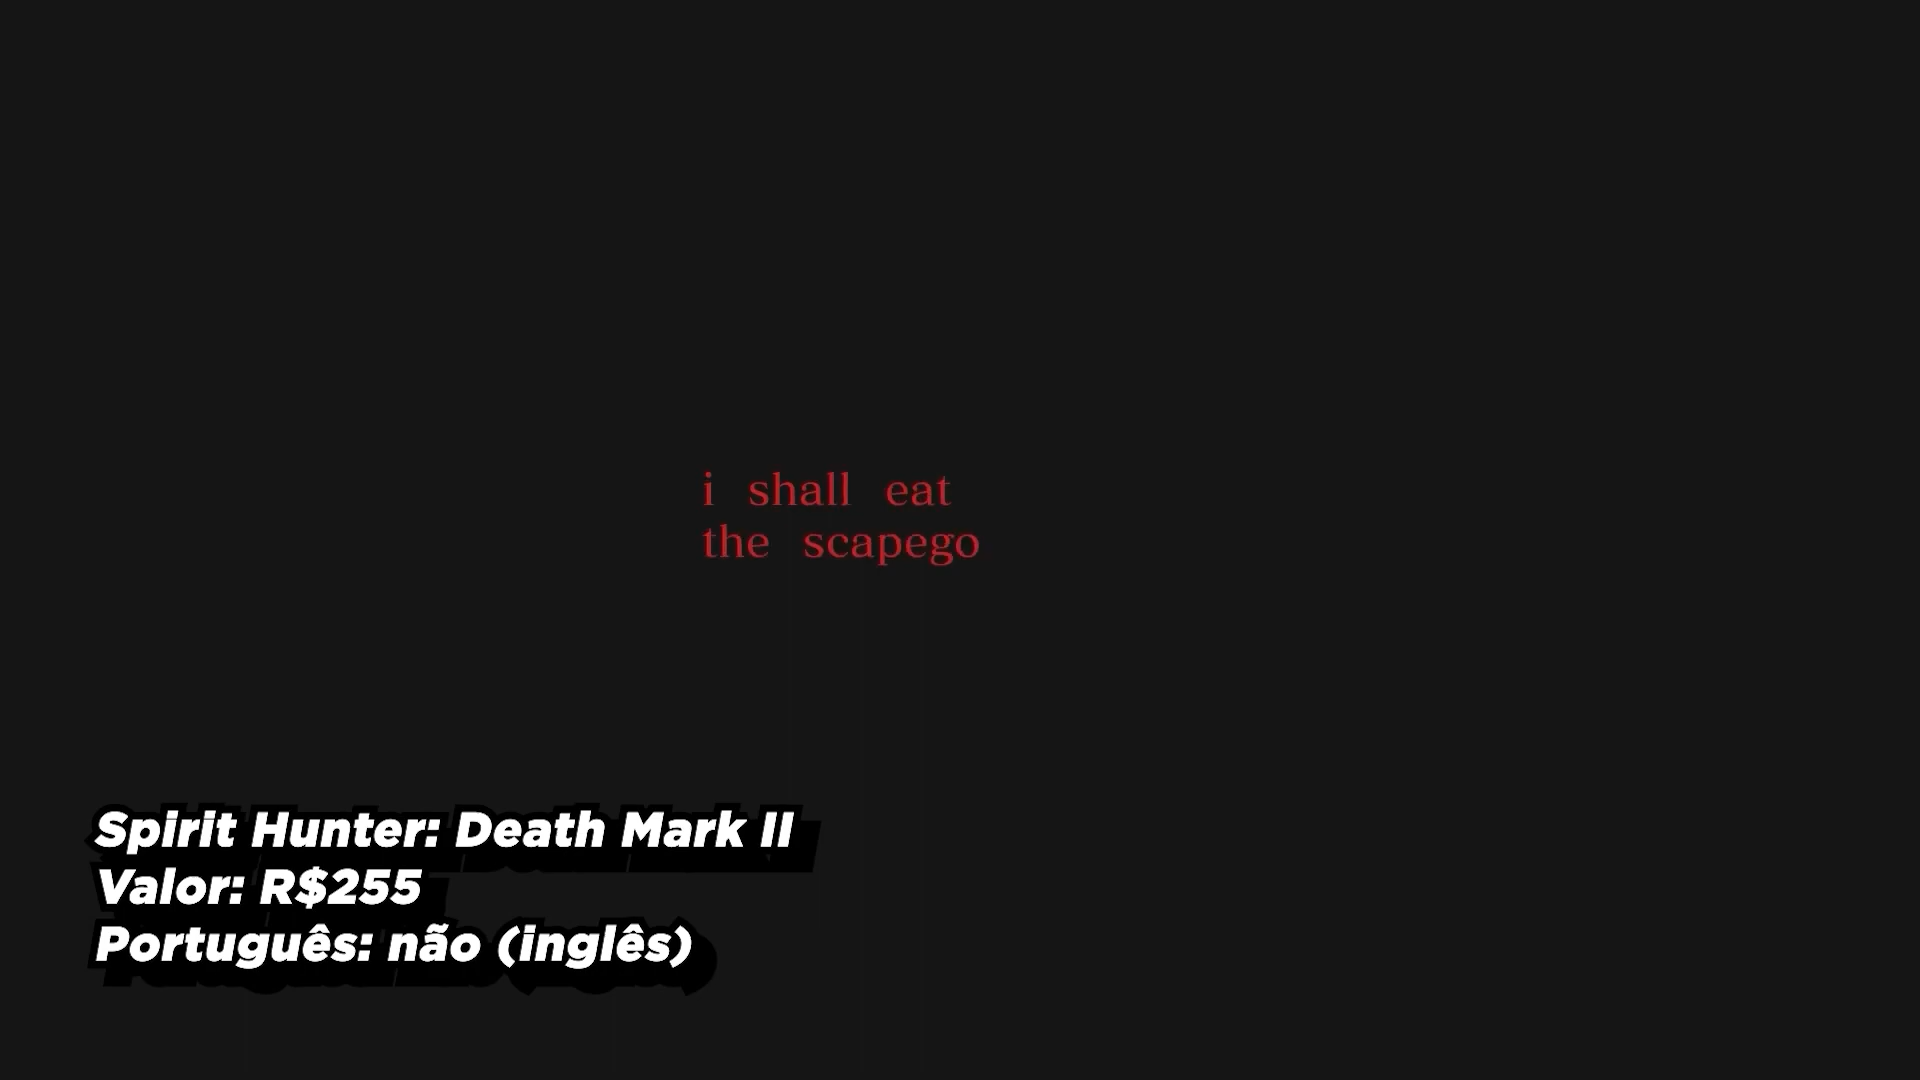 i shall eat
the scapego
Spirit Hunter: Death Mark II
Valor: R$255
Português: não (inglês)